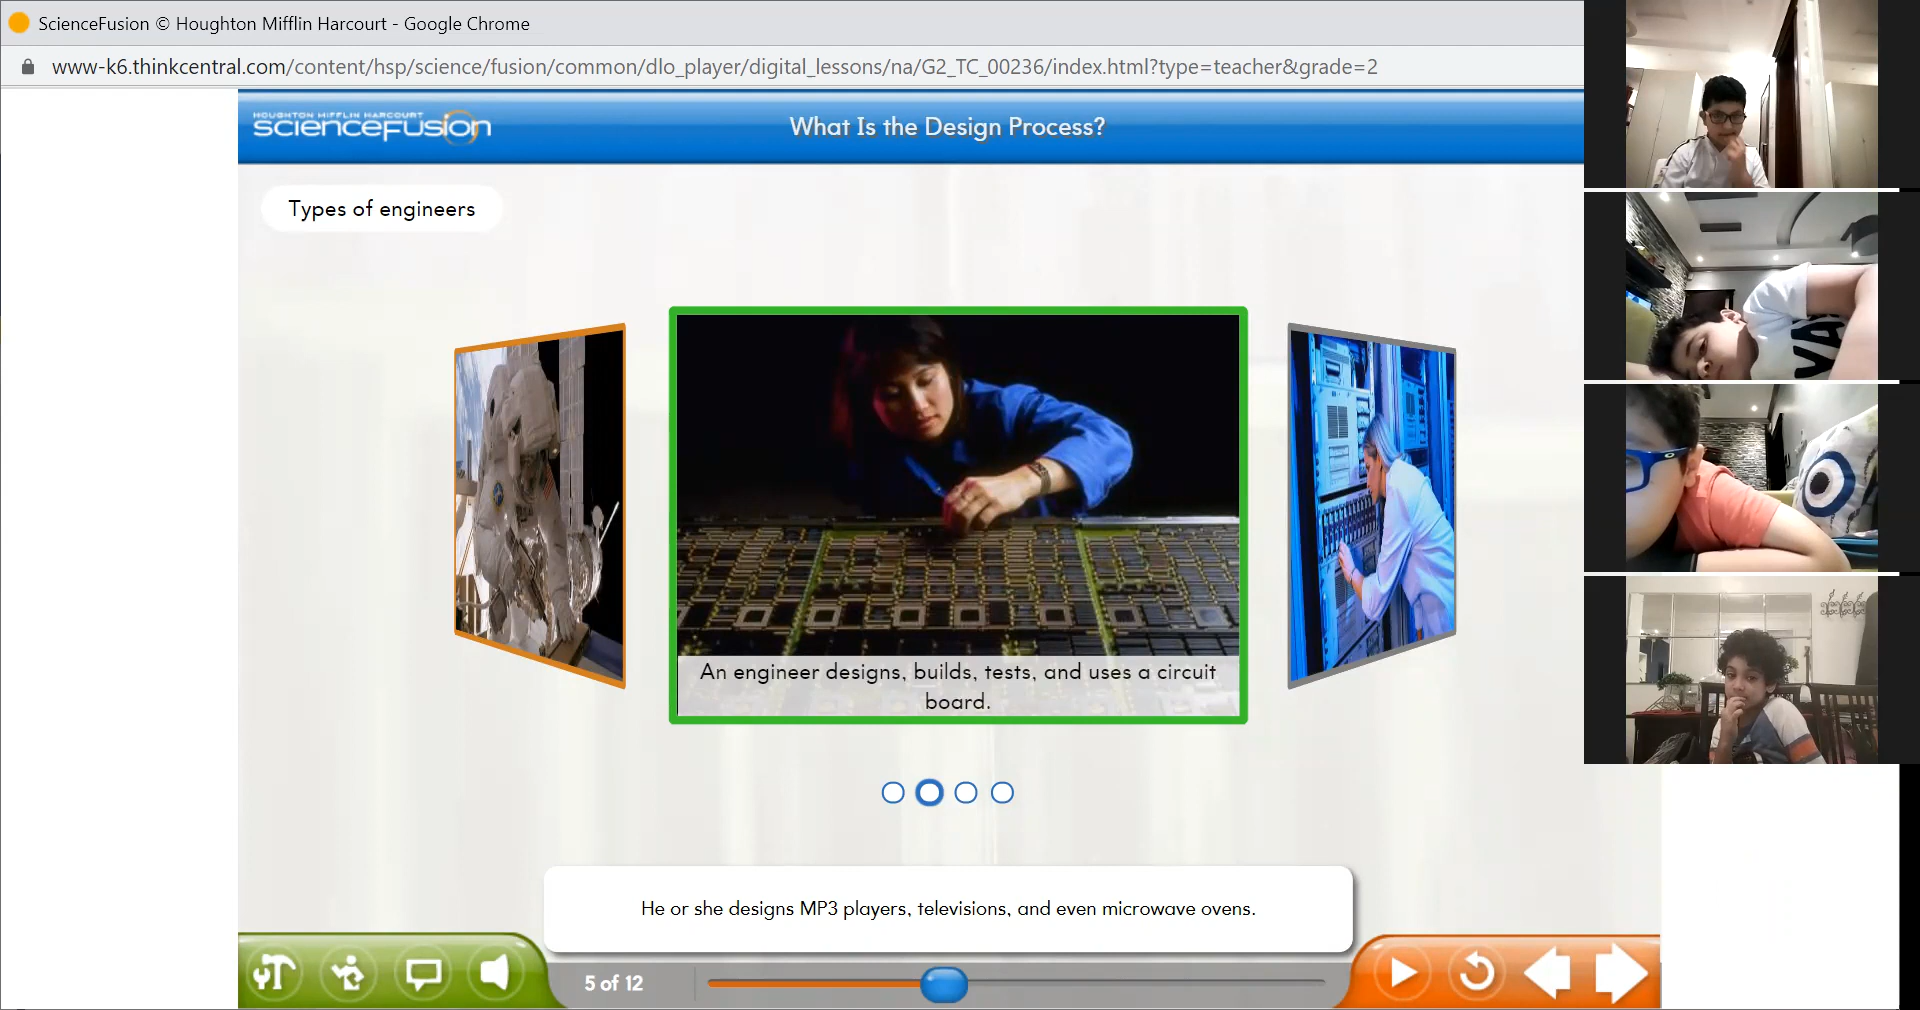 ScienceFusion © Houghton Mifflin Harcourt - Google Chrome
www-k6.thinkcentral.com/content/hsp/science/fusion/common/dlo_player/digital_lessons/na/G2_TC_00236/index.html?type=teacher&grade=2
HOUGHTON MIFFLIN HARCOURT
SCIENCEFUSION
What Is the Design Process?
Types of engineers
An engineer designs, builds, tests, and uses a circuit
board.
He or she designs MP3 players, televisions, and even microwave ovens.
5 of 12